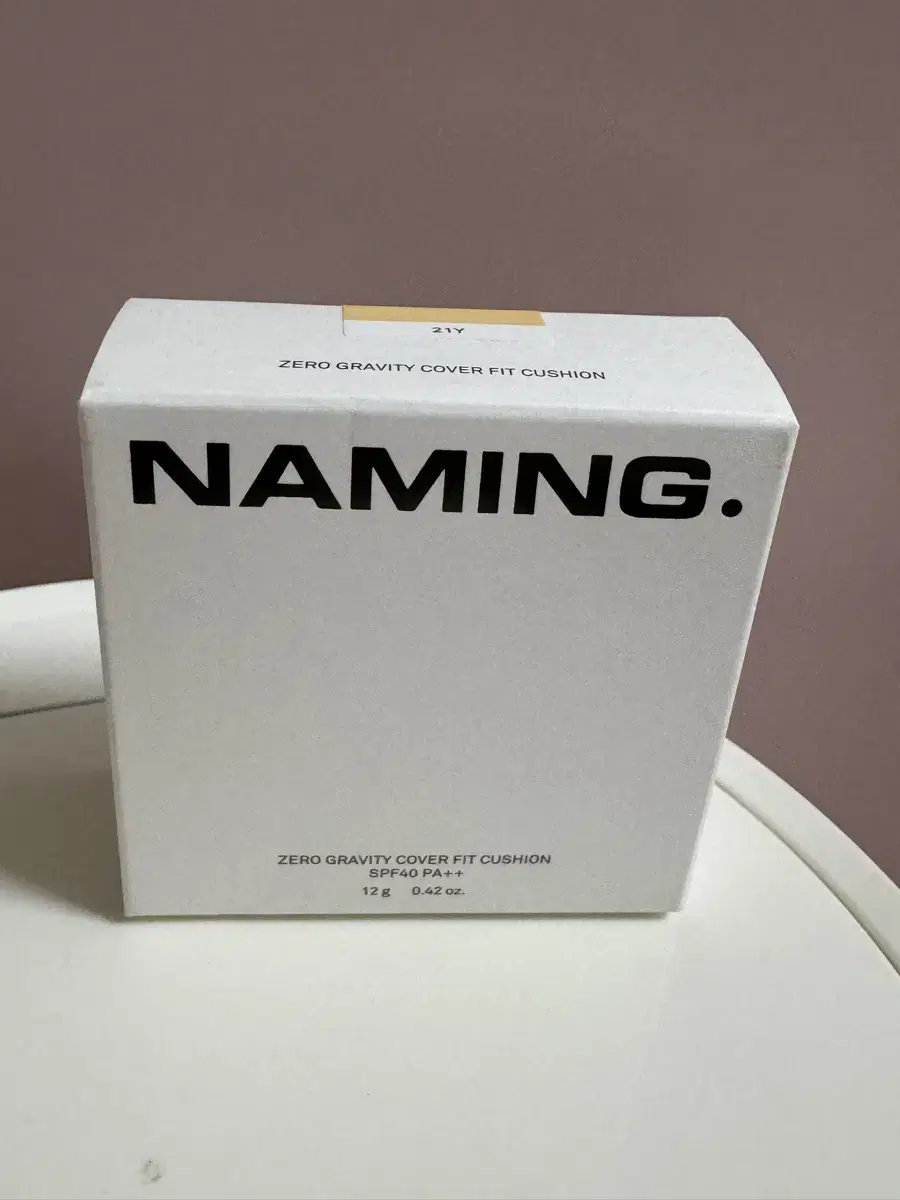 21Y
ZERO GRAVITY COVER FIT CUSHION
NAMING.
ZERO GRAVITY COVER FIT CUSHION
SPF40 PA++
12 g 0.42 oz.